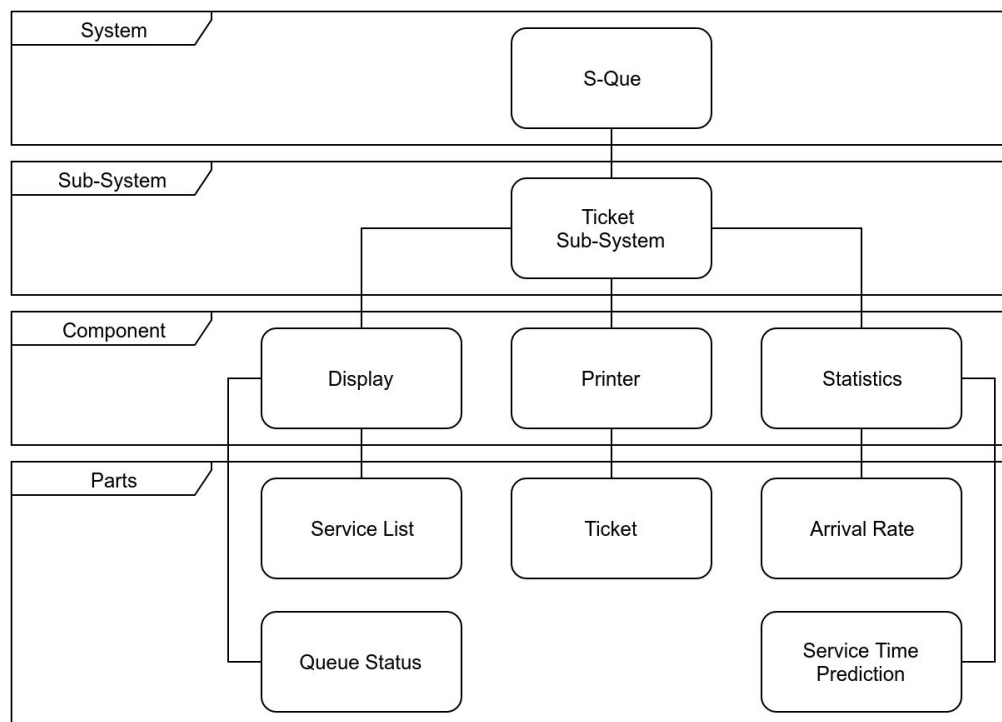 System
S-Que
Sub-System
Ticket
Sub-System
Component
Display
Printer
Statistics
Parts
Service List
Ticket
Arrival Rate
Queue Status
Service Time
Prediction